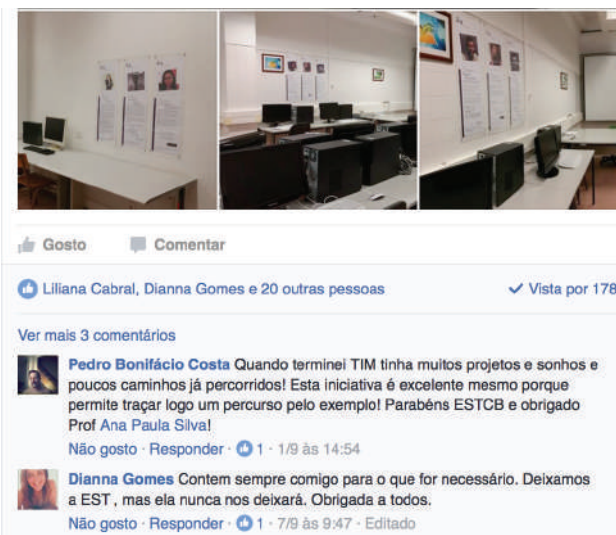 Gosto Comentar
Liliana Cabral, Dianna Gomes e 20 outras pessoas Vista por 178
Ver mais 3 comentários
Pedro Bonifácio Costa Quando terminei TIM tinha muitos projetos e sonhos e
poucos caminhos já percorridos! Esta iniciativa é excelente mesmo porque
permite traçar logo um percurso pelo exemplo! Parabéns ESTCB e obrigado
Prof Ana Paula Silva!
Não gosto · Responder · 1 · 1/9 às 14:54
Dianna Gomes Contem sempre comigo para o que for necessário. Deixamos
a EST , mas ela nunca nos deixará. Obrigada a todos.
Não gosto · Responder · 1 · 7/9 às 9:47 · Editado